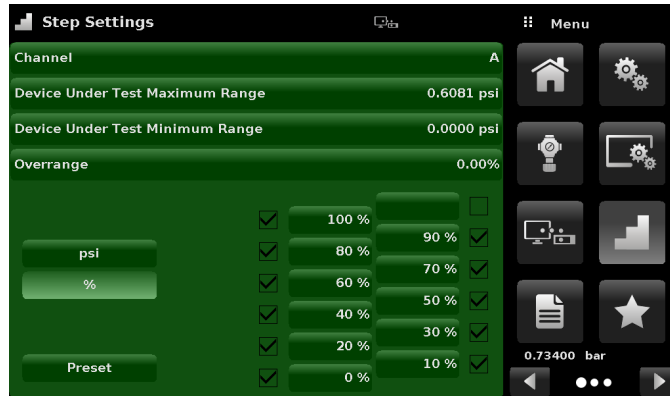 Step Settings
Menu
Channel A
Device Under Test Maximum Range 0.6081 psi
Device Under Test Minimum Range 0.0000 psi
Overrange 0.00%
100 %
90 %
psi
80 %
70 %
%
60 %
50 %
40 %
30 %
20 %
10 %
Preset
0 %
0.73400 bar